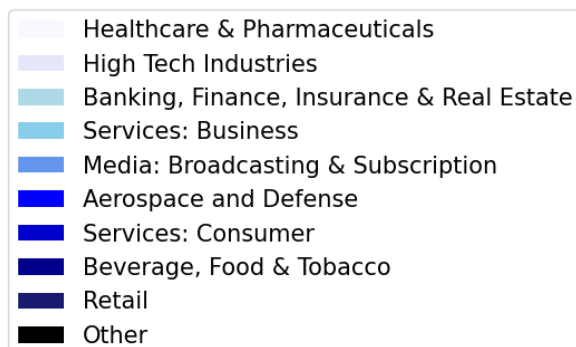 Healthcare & Pharmaceuticals
High Tech Industries
Banking, Finance, Insurance & Real Estate
Services: Business
Media: Broadcasting & Subscription
Aerospace and Defense
Services: Consumer
Beverage, Food & Tobacco
Retail
Other